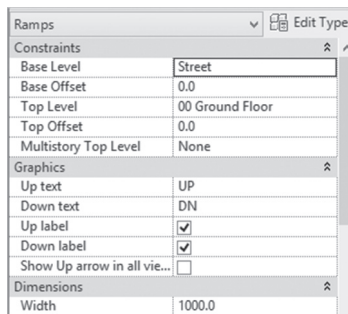 Ramps Edit Type
Constraints
Base Level Street
Base Offset 0.0
Top Level 00 Ground Floor
Top Offset 0.0
Multistory Top Level None
Graphics
Up text UP
Down text DN
Up label
Down label
Show Up arrow in all vie...
Dimensions
Width 1000.0